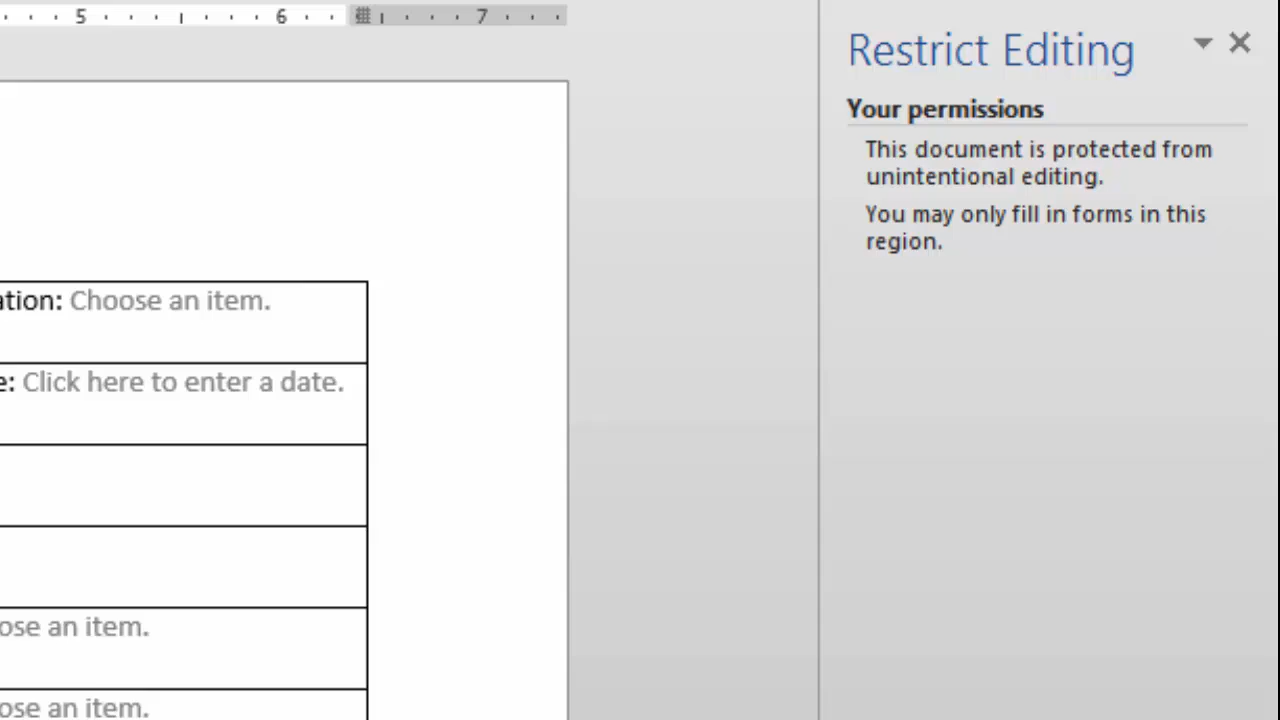 5 6 7
Restrict Editing
Your permissions
This document is protected from
unintentional editing.
You may only fill in forms in this
region.
ation: Choose an item.
e: Click here to enter a date.
ose an item.
ose an item.